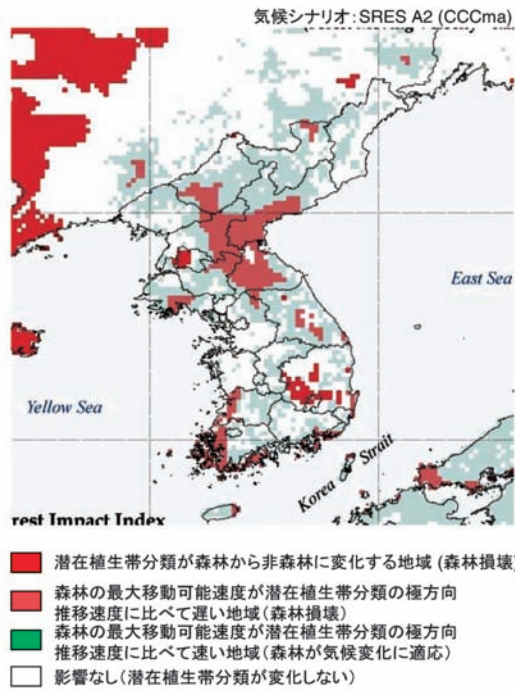 気候シナリオ:SRES A2 (CCCma)
East Sea
Yellow Sea
Korea Strait
rest Impact Index
潜在植生帯分類が森林から非森林に変化する地域 (森林損壊)
森林の最大移動可能速度が潜在植生帯分類の極方向
推移速度に比べて遅い地域(森林損壊)
森林の最大移動可能速度が潜在植生帯分類の極方向
推移速度に比べて速い地域(森林が気候変化に適応)
影響なし(潜在植生帯分類が変化しない)